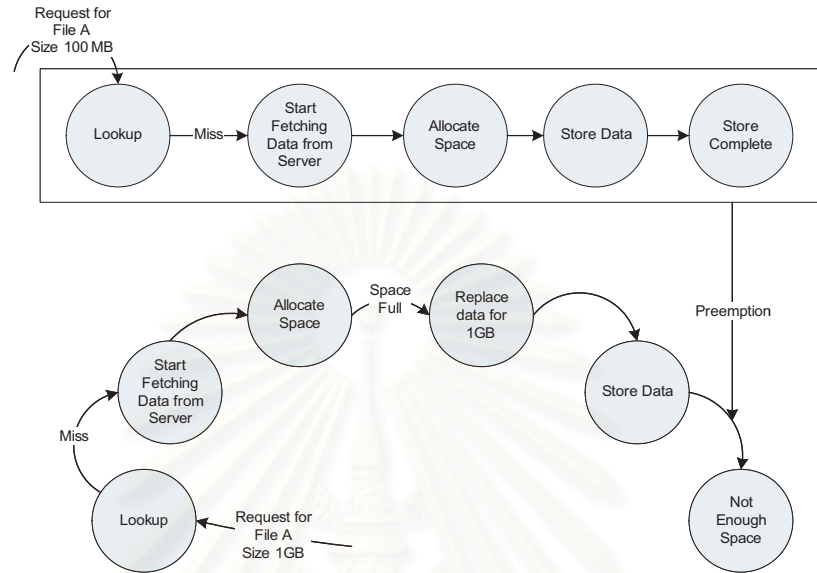 Request for
File A
Size 100 MB
Lookup
Miss
Start
Fetching
Data from
Server
Allocate
Space
Store Data
Store
Complete
Preemption
Allocate
Space
Space
Full
Replace
data for
1GB
Start
Fetching
Data from
Server
Store Data
Miss
Lookup
Request for
File A
Size 1GB
Not
Enough
Space